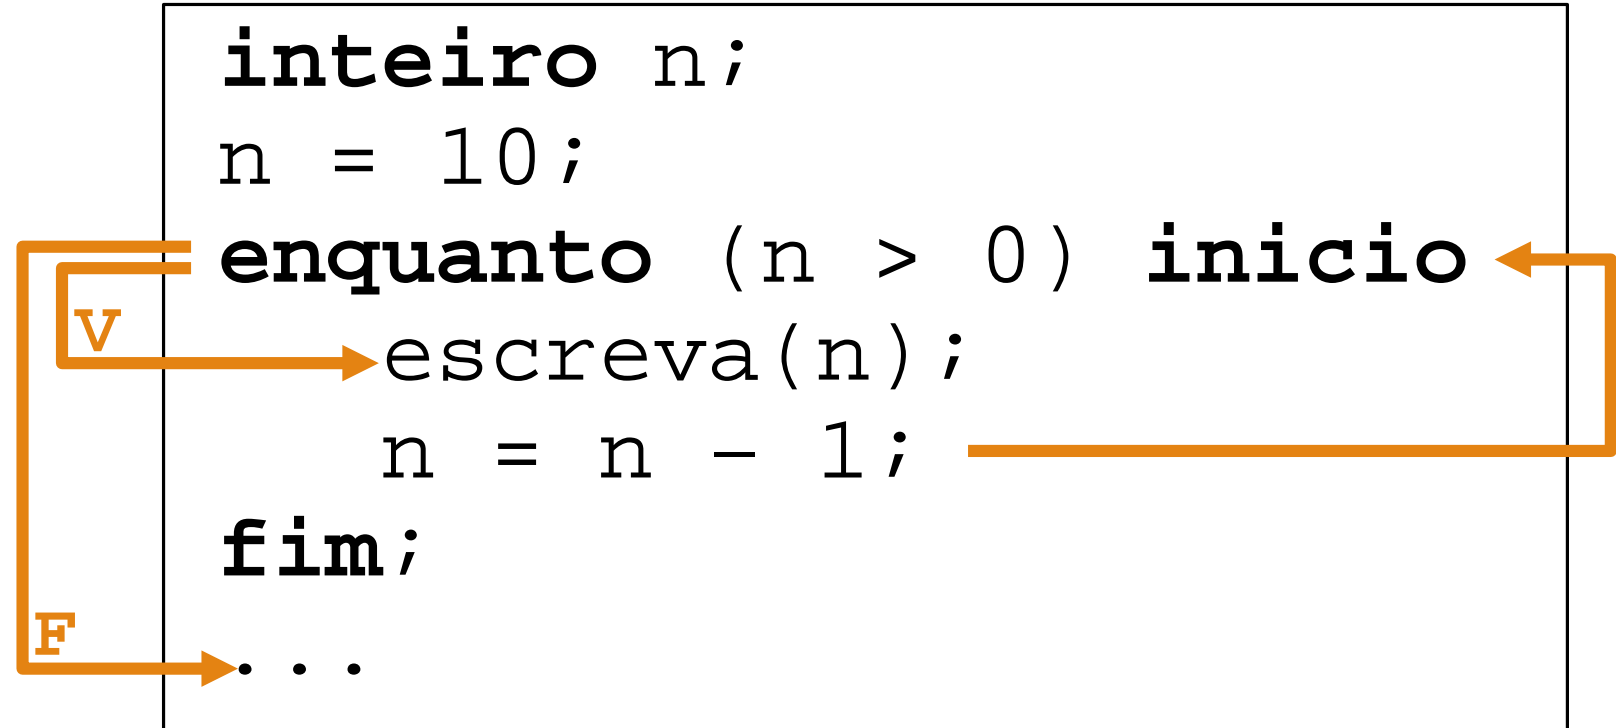 inteiro n;
n = 10;
enquanto (n > 0) inicio
V
escreva(n);
n = n – 1;
fim;
F
...